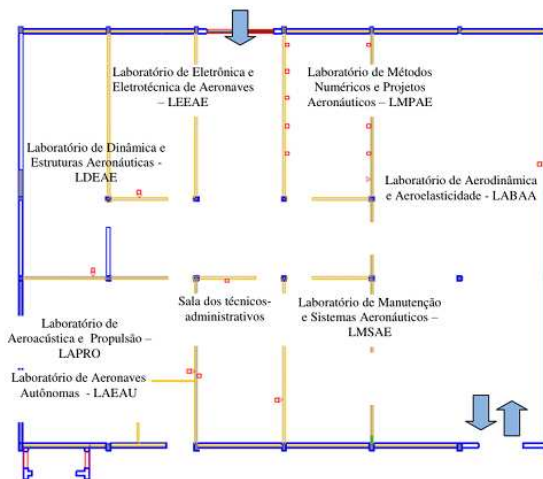 Laboratório de Eletrônica e
Eletrotécnica de Aeronaves
– LEEAE
Laboratório de Métodos
Numéricos e Projetos
Aeronáuticos – LMPAE
Laboratório de Dinâmica e
Estruturas Aeronáuticas -
LDEAE
Laboratório de Aerodinâmica
e Aeroelasticidade - LABAA
Sala dos técnicos-
administrativos
Laboratório de Manutenção
e Sistemas Aeronáuticos –
LMSAE
Laboratório de
Aeroacústica e Propulsão –
LAPRO
Laboratório de Aeronaves
Autônomas - LAEAU